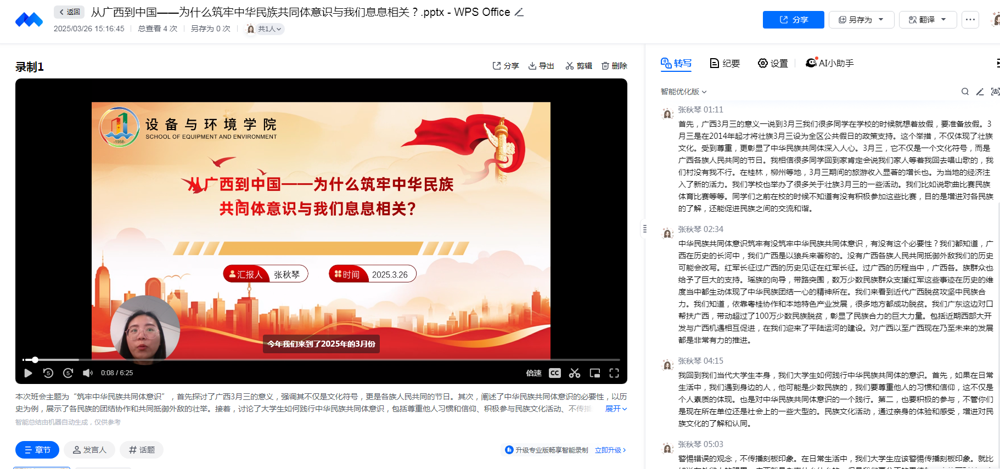 返回
从广西到中国——为什么筑牢中华民族共同体意识与我们息息相关？.pptx - WPS Office
2025/03/26 15:16:45
总查看 4 次
另存为 0 次
共1人
分享
另存为
翻译
录制1
分享
导出
剪辑
删除
设备与环境学院
SCHOOL OF EQUIPMENT AND ENVIRONMENT
-1958-
从广西到中国——为什么筑牢中华民族
共同体意识与我们息息相关？
汇报人
张秋琴
时间
2025.3.26
今年我们来到了2025年的3月份
5
5
0:08 / 6:25
倍速
CC
本次班会主题为“筑牢中华民族共同体意识”，首先探讨了广西3月三的意义，强调其不仅是文化符号，更是各族人民共同的节日。其次，阐述了中华民族共同体意识的必要性，以历
史为例，展示了各民族的团结协作和共同抵御外敌的壮举。接着，讨论了大学生如何践行中华民族共同体意识，包括尊重他人习惯和信仰、积极参与民族文化活动、不传播
展开
智能总结由机器自动生成，仅供参考
章节
发言人
# 话题
升级专业版畅享智能录制
立即升级
转写
纪要
设置
AI小助手
智能优化版
张秋琴 01:11
首先，广西3月三的意义一说到3月三我们很多同学在学校的时候就想着放假，要准备放假。3
月三是在2014年起才将壮族3月三设为全区公共假日的政策支持。这个举措，不仅体现了壮族
文化。受到尊重，更彰显了中华民族共同体深入人心。3月三，它不仅是一个文化符号，而是
广西各族人民共同的节日。我相信很多同学回到家肯定会说我们家人等着我回去唱山歌的，我
们村没有我不行。在桂林，柳州等地，3月三期间的旅游收入显著的增长也。为当地的经济注
入了新的活力。我们学校也举办了很多关于壮族3月三的一些活动。我们比如说歌曲比赛民族
体育比赛等等。同学们之前在校的时候不知道有没有积极参加这些比赛，目的是增进对各民族
的了解，还能促进民族之间的交流和谐。
张秋琴 02:34
中华民族共同体意识筑牢有没筑牢中华民族共同体意识，有没有这个必要性？我们都知道，广
西在历史的长河中，我们广西是以狼兵来著称的。没有广西各族人民共同抵御外敌我们的历史
可能会改写。红军长征过广西的历史见证在红军长征。过广西的历程当中，广西各。族群众也
给予了巨大的支持。瑶族的向导，带路突围，数万少数民族群众支援红军这些事迹在历史的维
度当中都生动体现了中华民族团结一心的精神所在。我们来看到近代广西脱贫攻坚中民族合
力。我们知道，依靠粤桂协作和本地特色产业发展，很多地方都成功脱贫。我们广东这边对口
帮扶广西，带动超过了100万少数民族脱贫，彰显了民族合力的巨大力量。包括近期西部大开
发与广西机遇相互促进，在我们迎来了平陆运河的建设。对广西以至广西现在乃至未来的发展
都是非常有力的推进。
张秋琴 04:15
我回到我们当代大学生本身，我们大学生如何践行中华民族共同体的意识。首先，如果在日常
生活中，我们遇到身边的人，他可能是少数民族的，我们要尊重他人的习惯和信仰，这不仅是
个人素质的体现。也是对中华民族共同体意识的一个践行。第二，也要积极的参与，不管你们
是现在所在单位还是社会上的一些大型的。民族文化活动，通过亲身的体验和感受，增进对民
族文化的了解和认同。
张秋琴 05:03
警惕错误的观念，不传播刻板印象。在日常生活中，我们大学生应该警惕传播刻板印象。就比